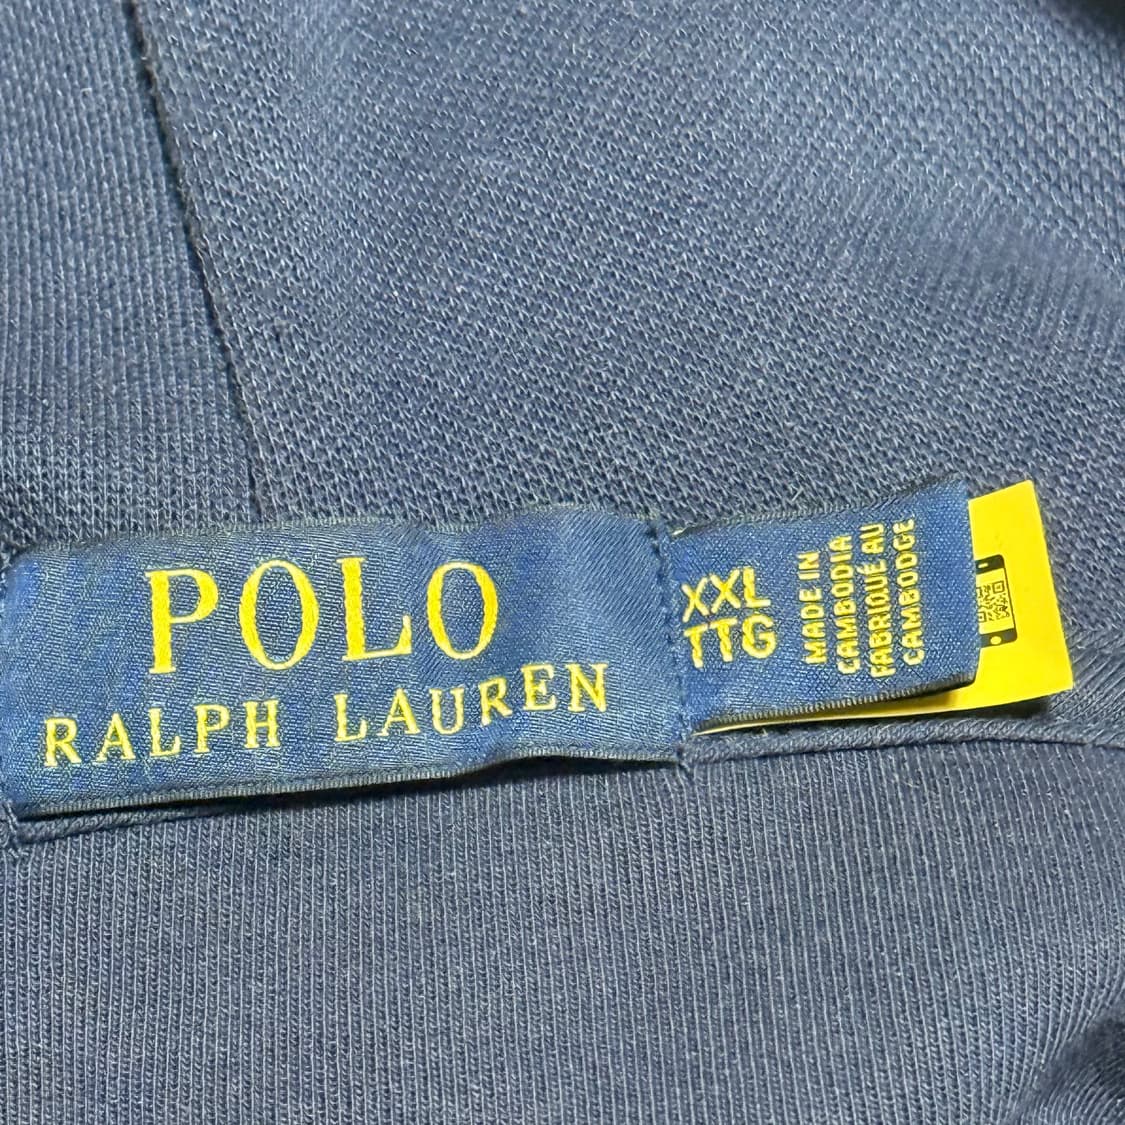 POLO
RALPH LAUREN
XXL
TTG
MADE IN
CAMBODIA
FABRIQUÉ AU
CAMBODGE